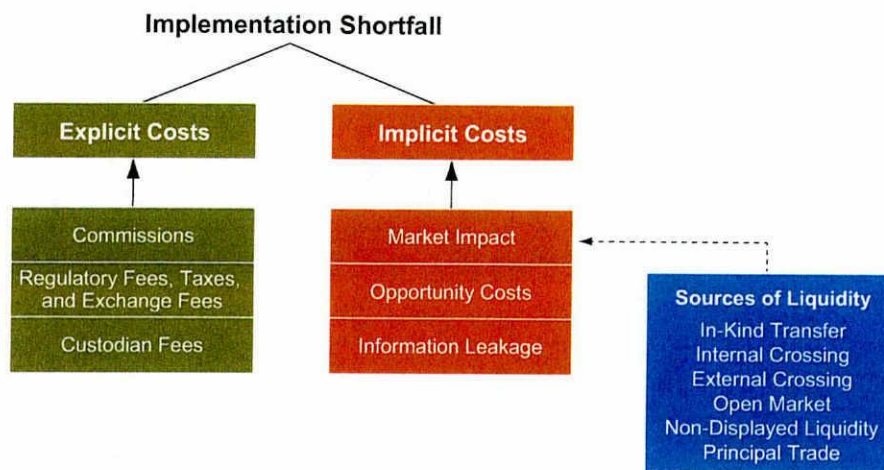 Implementation Shortfall
Explicit Costs
Commissions
Regulatory Fees, Taxes,
and Exchange Fees
Custodian Fees
Implicit Costs
Market Impact
Opportunity Costs
Information Leakage
Sources of Liquidity
In-Kind Transfer
Internal Crossing
External Crossing
Open Market
Non-Displayed Liquidity
Principal Trade